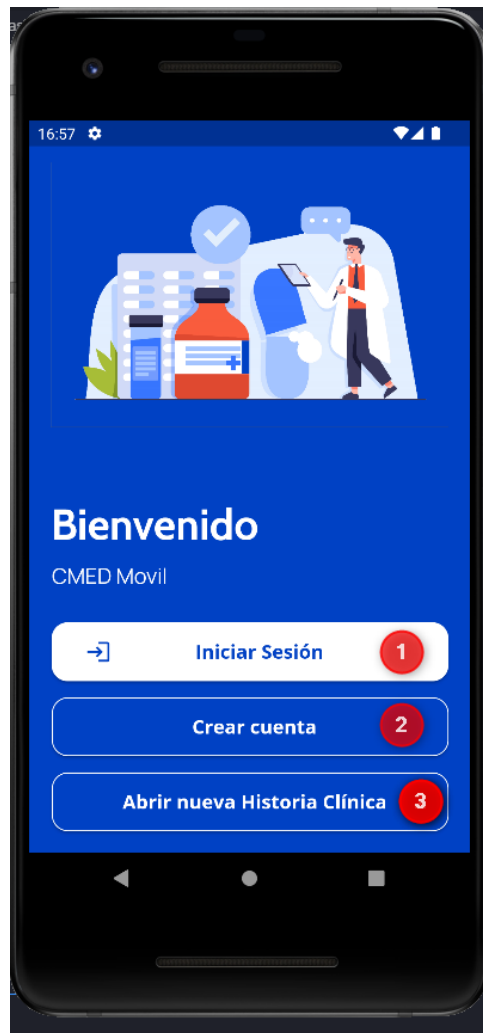 16:57
Bienvenido
CMED Movil
Iniciar Sesión 1
Crear cuenta 2
Abrir nueva Historia Clínica 3